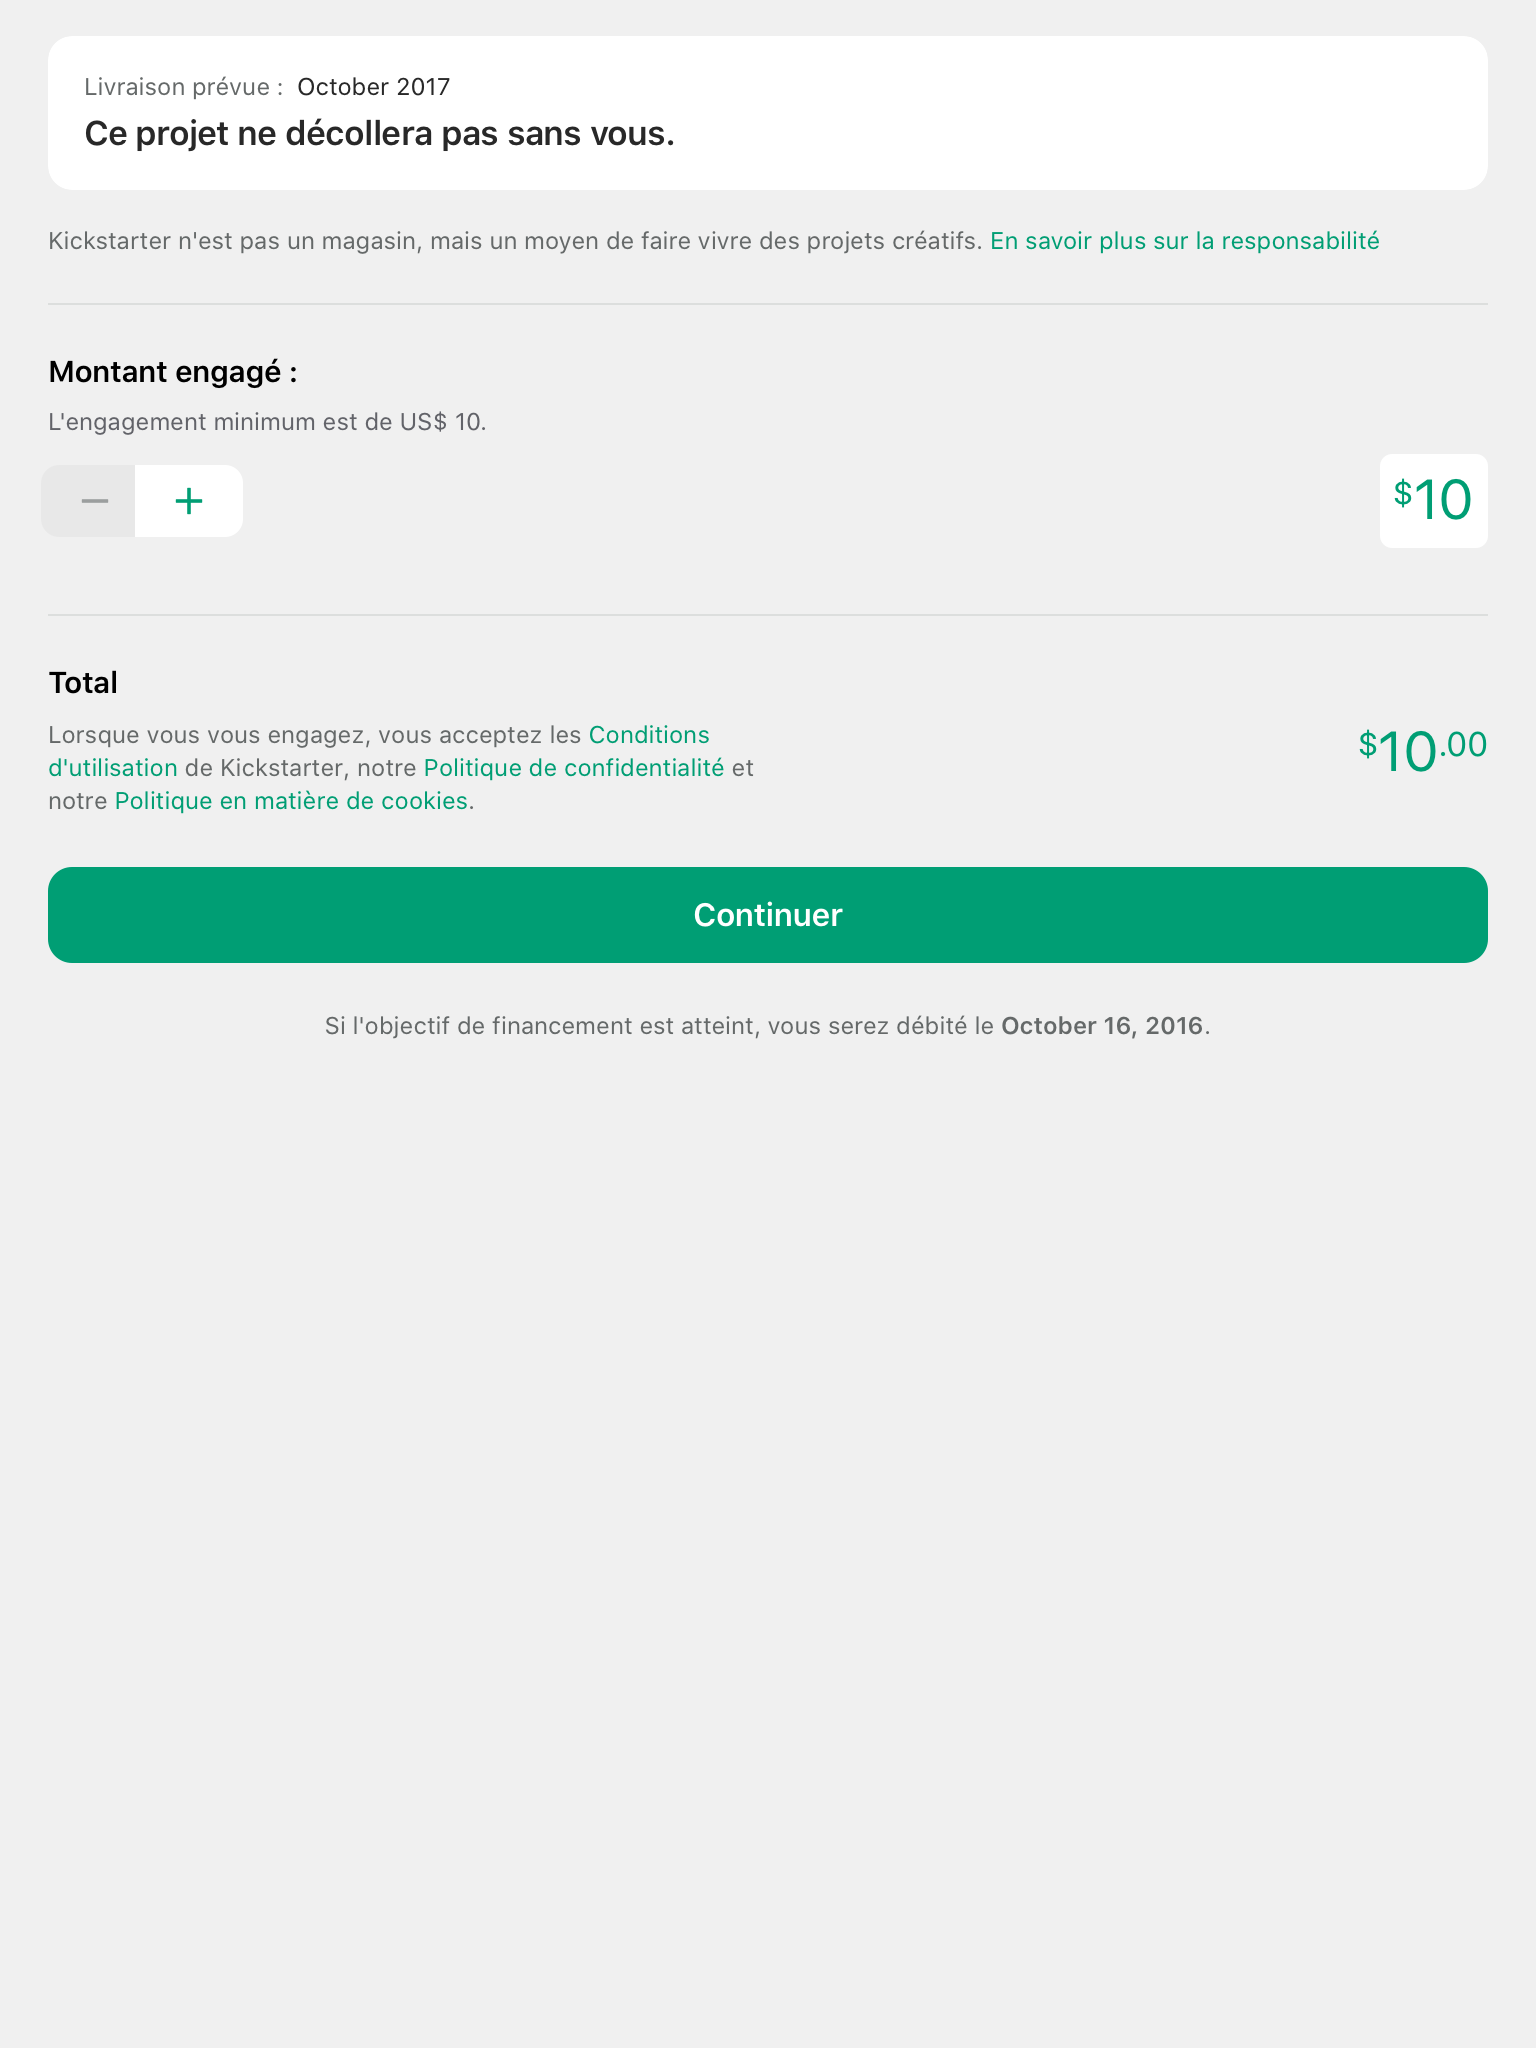 Livraison prévue : October 2017
Ce projet ne décollera pas sans vous.
Kickstarter n'est pas un magasin, mais un moyen de faire vivre des projets créatifs. En savoir plus sur la responsabilité
Montant engagé :
L'engagement minimum est de US$ 10.
− +
$10
Total
Lorsque vous vous engagez, vous acceptez les Conditions
d'utilisation de Kickstarter, notre Politique de confidentialité et
notre Politique en matière de cookies.
$10.00
Continuer
Si l'objectif de financement est atteint, vous serez débité le October 16, 2016.